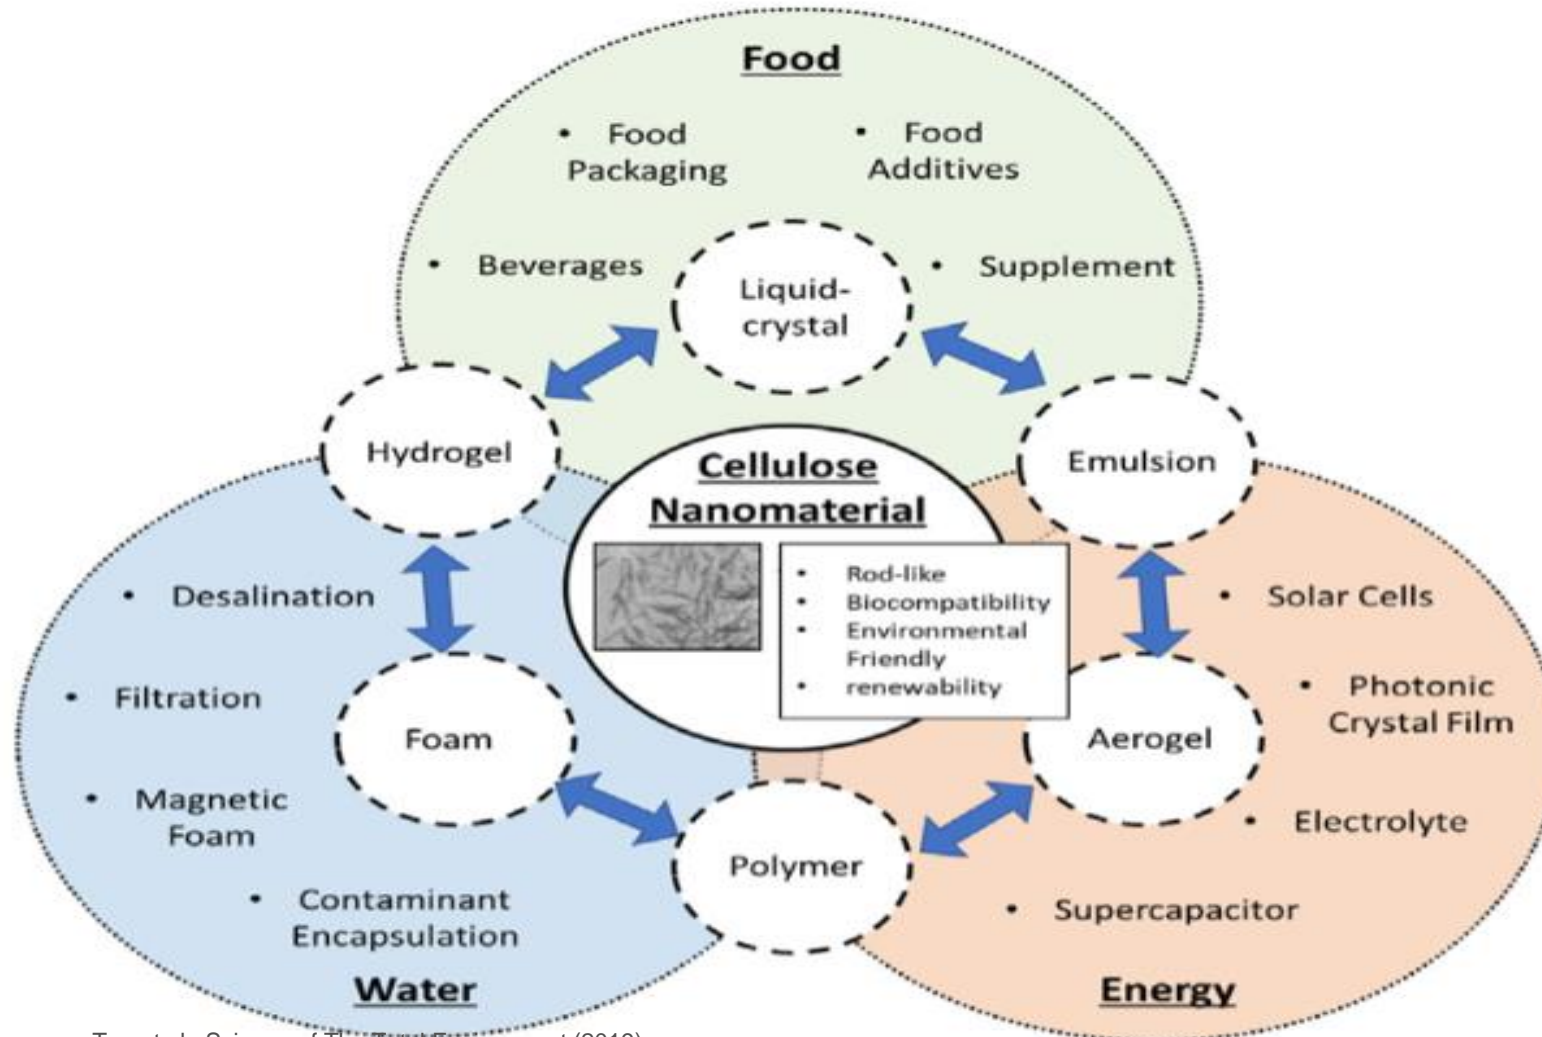 Food
• Food
Packaging
• Food
Additives
• Beverages
• Supplement
Liquid-
crystal
Hydrogel
Emulsion
Cellulose
Nanomaterial
• Rod-like
• Biocompatibility
• Environmental
Friendly
• renewability
• Desalination
• Filtration
• Magnetic
Foam
• Contaminant
Encapsulation
Water
Foam
Polymer
Aerogel
• Solar Cells
• Photonic
Crystal Film
• Electrolyte
• Supercapacitor
Energy